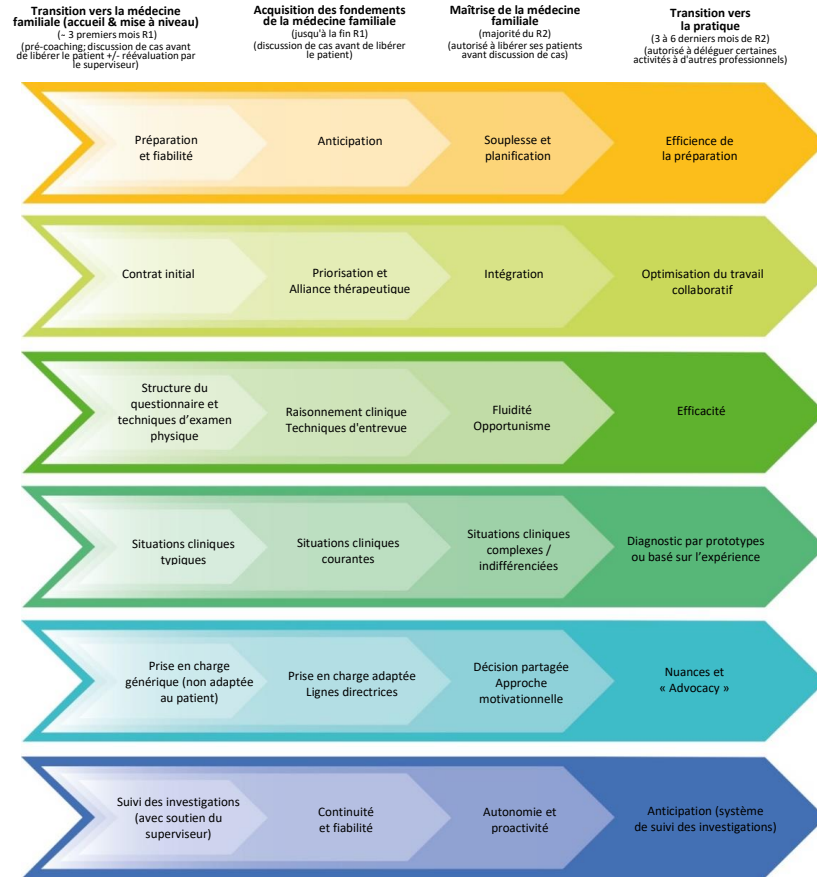 Transition vers la médecine
familiale (accueil & mise à niveau)
(~ 3 premiers mois R1)
(pré-coaching; discussion de cas avant
de libérer le patient +/- réévaluation par
le superviseur)
Acquisition des fondements
de la médecine familiale
(jusqu'à la fin R1)
(discussion de cas avant de libérer
le patient)
Maîtrise de la médecine
familiale
(majorité du R2)
(autorisé à libérer ses patients
avant discussion de cas)
Transition vers
la pratique
(3 à 6 derniers mois de R2)
(autorisé à déléguer certaines
activités à d'autres professionnels)
Préparation
et fiabilité
Anticipation
Souplesse et
planification
Efficience de
la préparation
Contrat initial
Priorisation et
Alliance thérapeutique
Intégration
Optimisation du travail
collaboratif
Structure du
questionnaire et
techniques d’examen
physique
Raisonnement clinique
Techniques d'entrevue
Fluidité
Opportunisme
Efficacité
Situations cliniques
typiques
Situations cliniques
courantes
Situations cliniques
complexes /
indifférenciées
Diagnostic par prototypes
ou basé sur l’expérience
Prise en charge
générique (non adaptée
au patient)
Prise en charge adaptée
Lignes directrices
Décision partagée
Approche
motivationnelle
Nuances et
« Advocacy »
Suivi des investigations
(avec soutien du
superviseur)
Continuité
et fiabilité
Autonomie et
proactivité
Anticipation (système
de suivi des investigations)